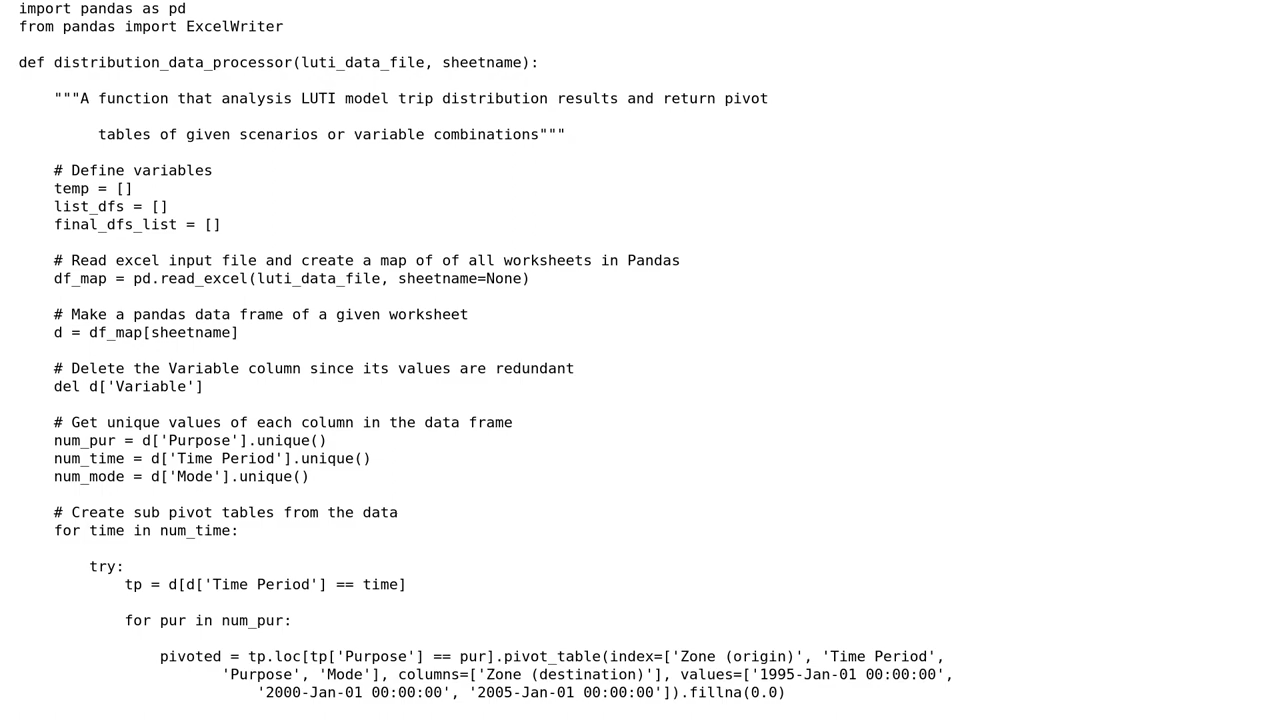 import pandas as pd
from pandas import ExcelWriter
def distribution_data_processor(luti_data_file, sheetname):
"""A function that analysis LUTI model trip distribution results and return pivot
tables of given scenarios or variable combinations"""
# Define variables
temp = []
list_dfs = []
final_dfs_list = []
# Read excel input file and create a map of of all worksheets in Pandas
df_map = pd.read_excel(luti_data_file, sheetname=None)
# Make a pandas data frame of a given worksheet
d = df_map[sheetname]
# Delete the Variable column since its values are redundant
del d['Variable']
# Get unique values of each column in the data frame
num_pur = d['Purpose'].unique()
num_time = d['Time Period'].unique()
num_mode = d['Mode'].unique()
# Create sub pivot tables from the data
for time in num_time:
try:
tp = d[d['Time Period'] == time]
for pur in num_pur:
pivoted = tp.loc[tp['Purpose'] == pur].pivot_table(index=['Zone (origin)', 'Time Period',
'Purpose', 'Mode'], columns=['Zone (destination)'], values=['1995-Jan-01 00:00:00',
'2000-Jan-01 00:00:00', '2005-Jan-01 00:00:00']).fillna(0.0)